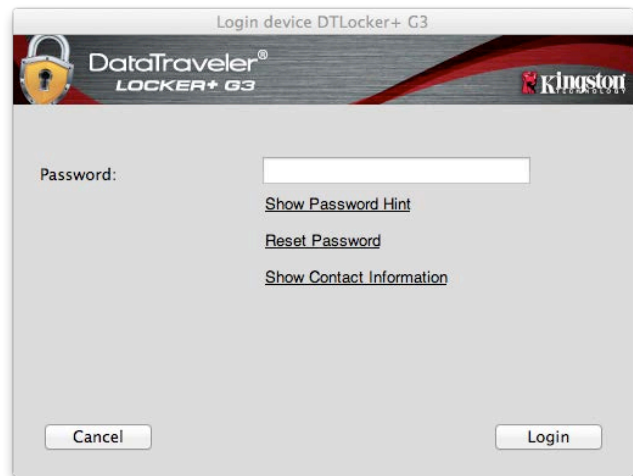 Login device DTLocker+ G3
DataTraveler®
LOCKER+ G3
Kingston
TECHNOLOGY
Password:
Show Password Hint
Reset Password
Show Contact Information
Cancel
Login